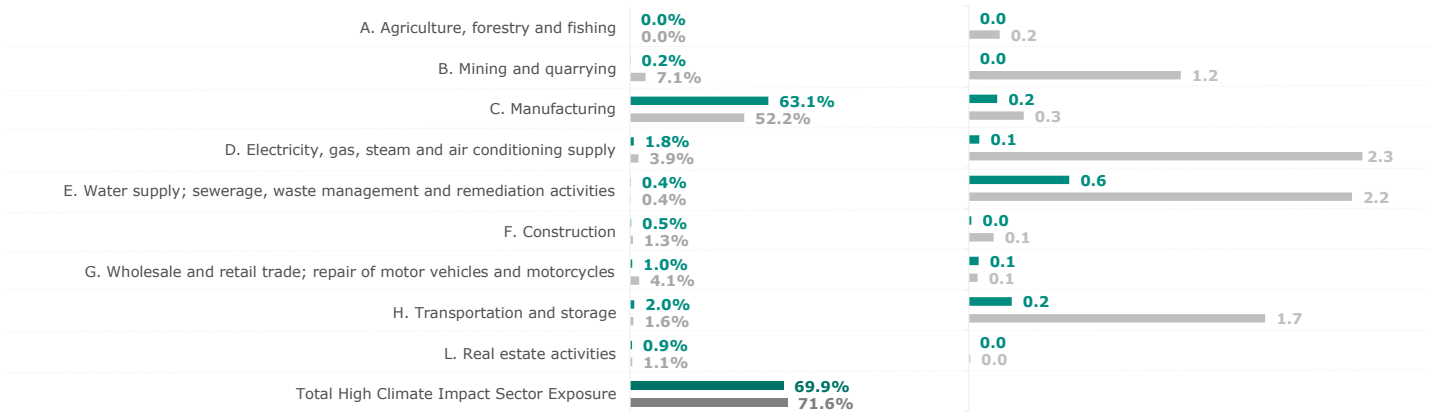 A. Agriculture, forestry and fishing 0.0% 0.0
0.0% 0.2
B. Mining and quarrying 0.2% 0.0
7.1% 1.2
C. Manufacturing 63.1% 0.2
52.2% 0.3
D. Electricity, gas, steam and air conditioning supply 1.8% 0.1
3.9% 2.3
E. Water supply; sewerage, waste management and remediation activities 0.4% 0.6
0.4% 2.2
F. Construction 0.5% 0.0
1.3% 0.1
G. Wholesale and retail trade; repair of motor vehicles and motorcycles 1.0% 0.1
4.1% 0.1
H. Transportation and storage 2.0% 0.2
1.6% 1.7
L. Real estate activities 0.9% 0.0
1.1% 0.0
Total High Climate Impact Sector Exposure 69.9%
71.6%